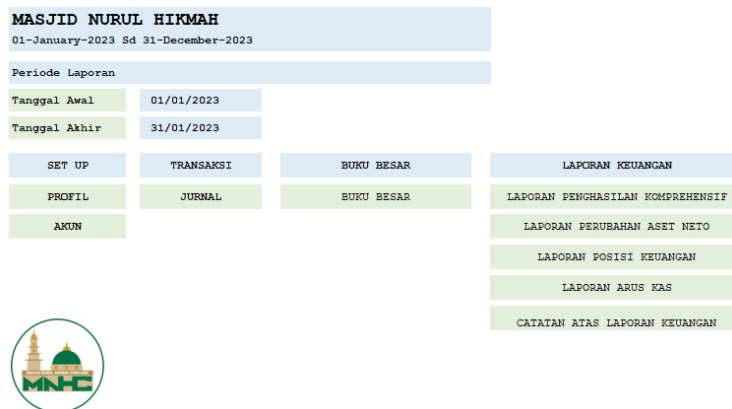 MASJID NURUL HIKMAH
01-January-2023 Sd 31-December-2023
Periode Laporan
Tanggal Awal 01/01/2023
Tanggal Akhir 31/01/2023
SET UP TRANSAKSI BUKU BESAR LAPORAN KEUANGAN
PROFIL JURNAL BUKU BESAR LAPORAN PENGHASILAN KOMPREHENSIF
AKUN LAPORAN PERUBAHAN ASET NETO
LAPORAN POSISI KEUANGAN
LAPORAN ARUS KAS
CATATAN ATAS LAPORAN KEUANGAN
MNHC